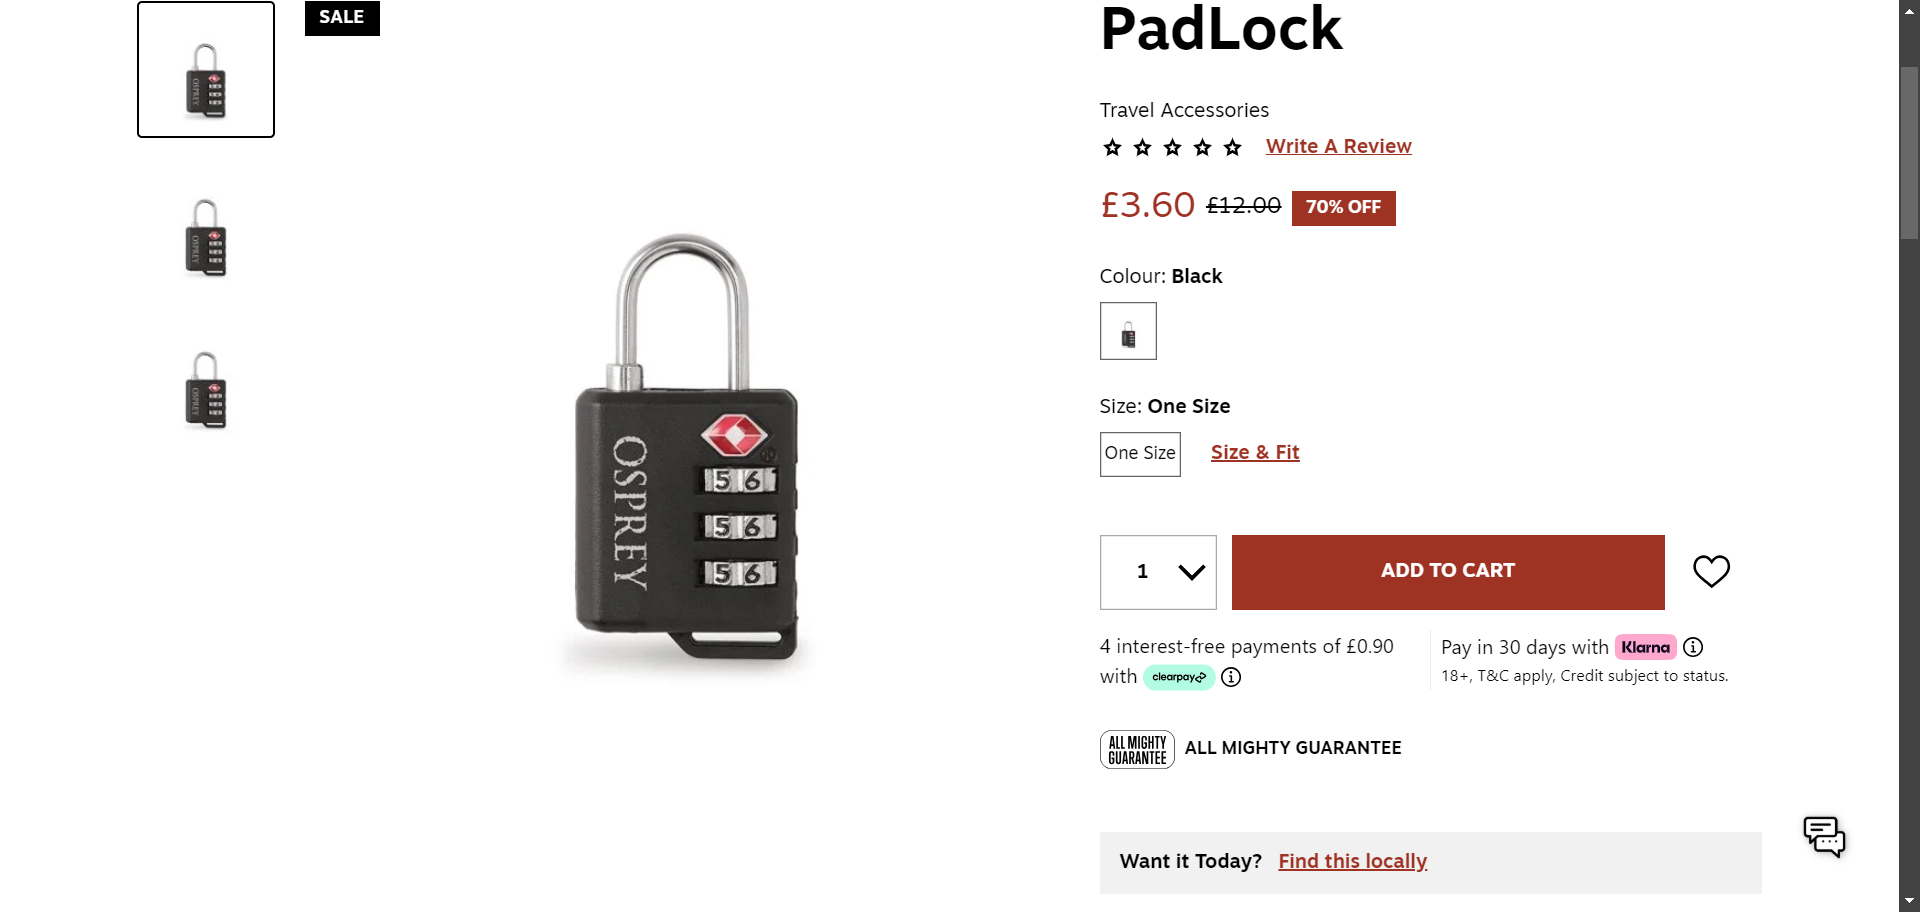 SALE
OSPREY
5 6
5 6
5 6
PadLock
Travel Accessories
Write A Review
£3.60 £12.00 70% OFF
Colour: Black
Size: One Size
One Size Size & Fit
1 ADD TO CART
4 interest-free payments of £0.90
with clearpay
Pay in 30 days with Klarna
18+, T&C apply, Credit subject to status.
ALL MIGHTY
GUARANTEE
ALL MIGHTY GUARANTEE
Want it Today? Find this locally